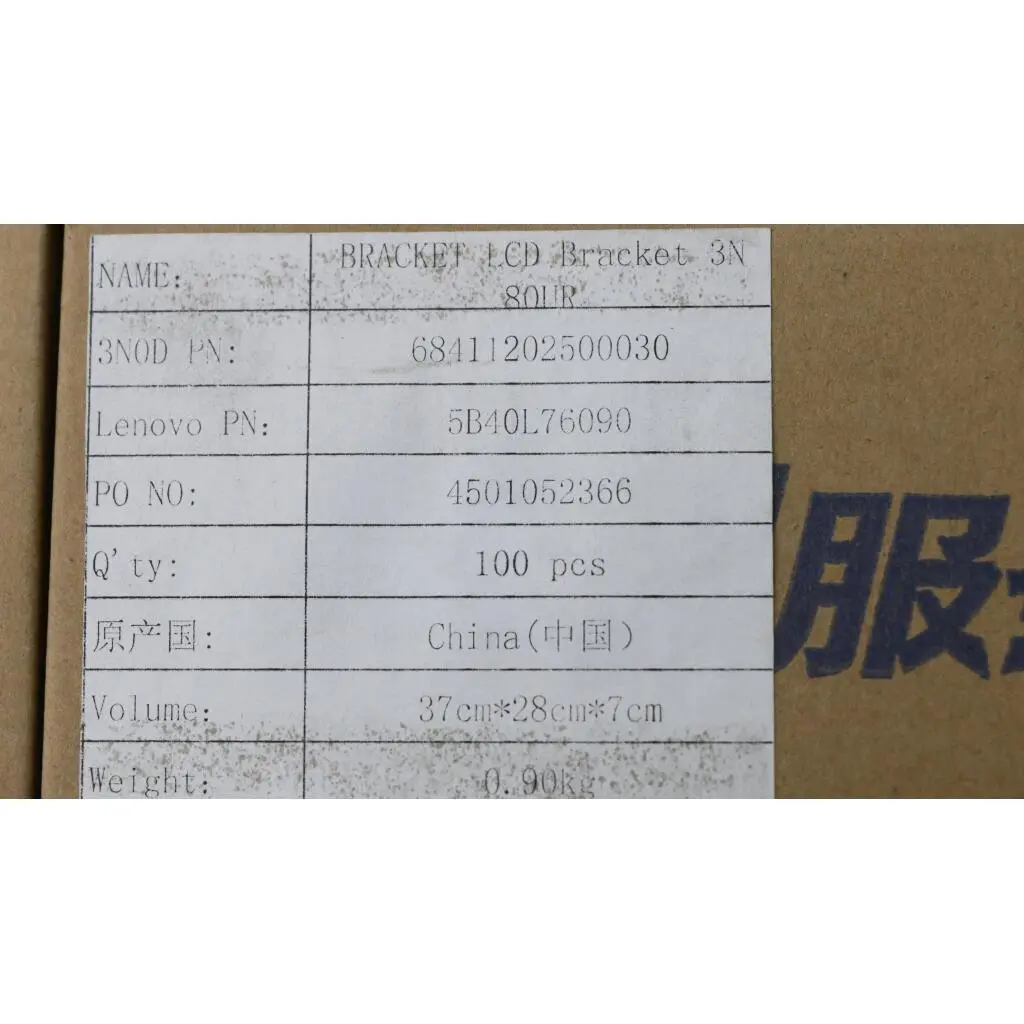 NAME: BRACKET LCD Bracket 3N
80UR
3NOD PN: 68411202500030
Lenovo PN: 5B40L76090
PO NO: 4501052366
Q'ty: 100 pcs
原产国: China(中国)
Volume: 37cm*28cm*7cm
Weight: 0.90kg
服